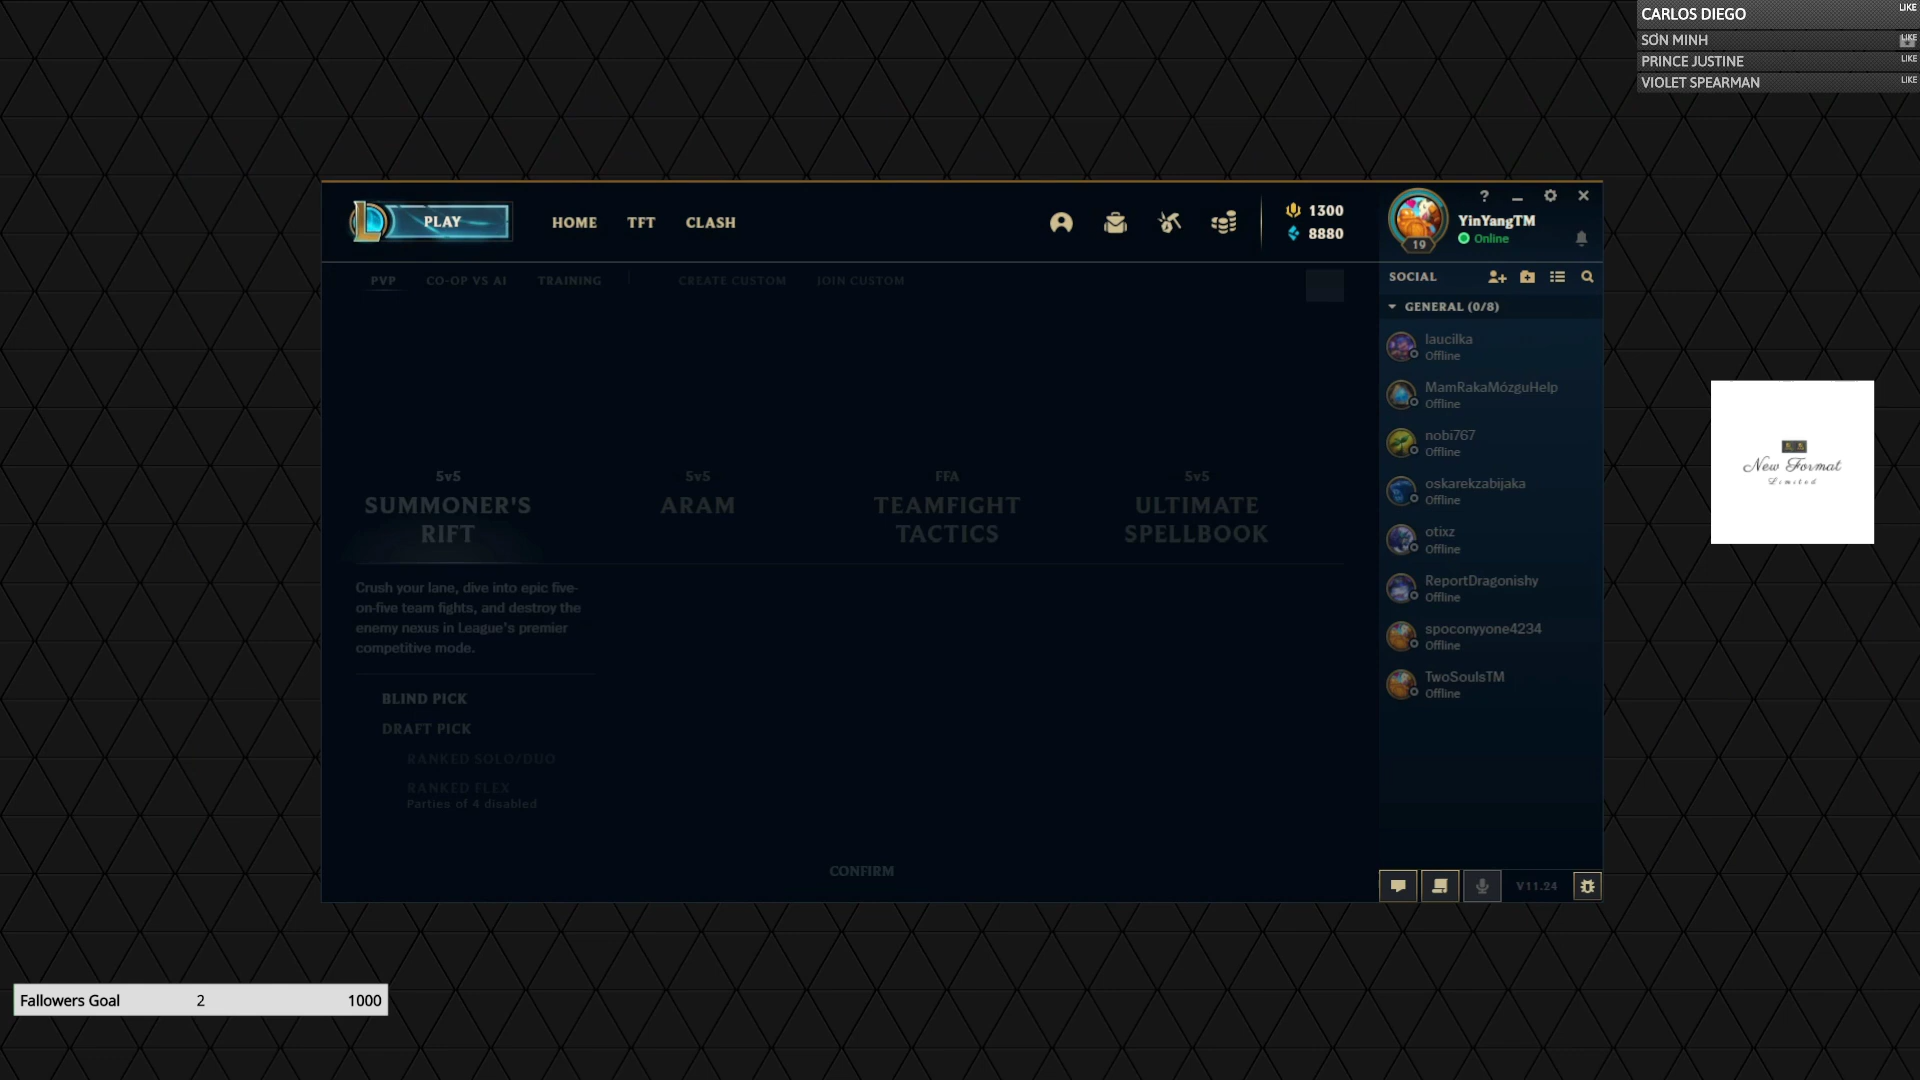 CARLOS DIEGO LIKE
SƠN MINH LIKE
PRINCE JUSTINE LIKE
VIOLET SPEARMAN LIKE
PLAY
HOME TFT CLASH
1300
8880
?
YinYangTM
Online
19
PVP CO-OP VS AI TRAINING CREATE CUSTOM JOIN CUSTOM
SOCIAL
GENERAL (0/8)
laucilka
Offline
MamRakaMózguHelp
Offline
nobi767
Offline
oskarekzabijaka
Offline
otixz
Offline
ReportDragonishy
Offline
spoconyyone4234
Offline
TwoSoulsTM
Offline
5v5
SUMMONER'S
RIFT
5v5
ARAM
FFA
TEAMFIGHT
TACTICS
5v5
ULTIMATE
SPELLBOOK
Crush your lane, dive into epic five-
on-five team fights, and destroy the
enemy nexus in League's premier
competitive mode.
BLIND PICK
DRAFT PICK
RANKED SOLO/DUO
RANKED FLEX
Parties of 4 disabled
CONFIRM
V11.24
New Format
Limited
Fallowers Goal 2 1000